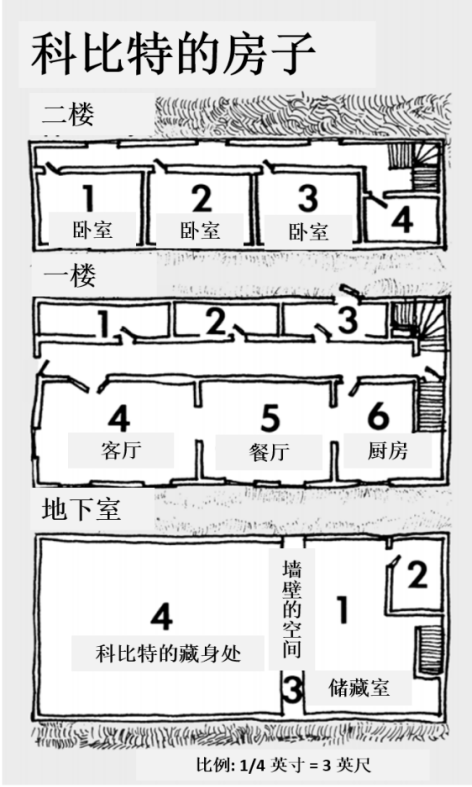 科比特的房子
二楼
1
卧室
2
卧室
3
卧室
4
一楼
1
2
3
4
客厅
5
餐厅
6
厨房
地下室
4
科比特的藏身处
墙壁的空间
3
1
储藏室
2
比例: 1/4 英寸 = 3 英尺